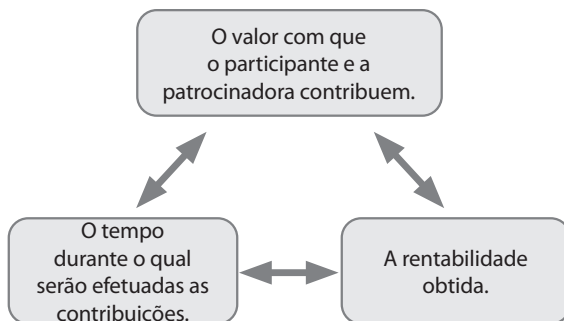 O valor com que
o participante e a
patrocinadora contribuem.
O tempo
durante o qual
serão efetuadas as
contribuições.
A rentabilidade
obtida.